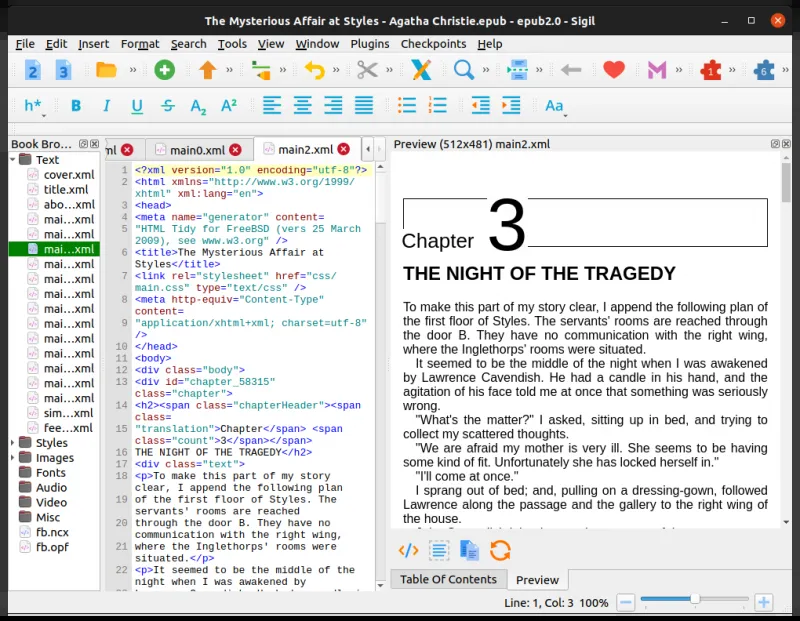 The Mysterious Affair at Styles - Agatha Christie.epub - epub2.0 - Sigil
File Edit Insert Format Search Tools View Window Plugins Checkpoints Help
2 3 1 6
h* B I U S A2 A2 Aa
Book Bro...
Text
cover.xml
title.xml
abo...xml
mai...xml
mai...xml
mai...xml
mai...xml
mai...xml
mai...xml
mai...xml
mai...xml
mai...xml
mai...xml
mai...xml
mai...xml
mai...xml
sim...xml
fee...xml
Styles
Images
Fonts
Audio
Video
Misc
fb.ncx
fb.opf
ml main0.xml main2.xml
1 <?xml version="1.0" encoding="utf-8"?>
2 <html xmlns="http://www.w3.org/1999/
xhtml" xml:lang="en">
3 <head>
4 <meta name="generator" content=
5 "HTML Tidy for FreeBSD (vers 25 March
2009), see www.w3.org" />
6 <title>The Mysterious Affair at
Styles</title>
7 <link rel="stylesheet" href="css/
main.css" type="text/css" />
8 <meta http-equiv="Content-Type"
content=
9 "application/xhtml+xml; charset=utf-8"
/>
10 </head>
11 <body>
12 <div class="body">
13 <div id="chapter_58315"
class="chapter">
14 <h2><span class="chapterHeader"><span
class=
15 "translation">Chapter</span> <span
class="count">3</span></span>
16 THE NIGHT OF THE TRAGEDY</h2>
17 <div class="text">
18 <p>To make this part of my story
clear, I append the following plan
19 of the first floor of Styles. The
servants' rooms are reached
20 through the door B. They have no
communication with the right wing,
21 where the Inglethorps' rooms were
situated.</p>
22 <p>It seemed to be the middle of the
night when I was awakened by
Preview (512x481) main2.xml
Chapter 3
THE NIGHT OF THE TRAGEDY
To make this part of my story clear, I append the following plan of
the first floor of Styles. The servants' rooms are reached through
the door B. They have no communication with the right wing,
where the Inglethorps' rooms were situated.
It seemed to be the middle of the night when I was awakened
by Lawrence Cavendish. He had a candle in his hand, and the
agitation of his face told me at once that something was seriously
wrong.
"What's the matter?" I asked, sitting up in bed, and trying to
collect my scattered thoughts.
"We are afraid my mother is very ill. She seems to be having
some kind of fit. Unfortunately she has locked herself in."
"I'll come at once."
I sprang out of bed; and, pulling on a dressing-gown, followed
Lawrence along the passage and the gallery to the right wing of
the house.
Table Of Contents Preview
Line: 1, Col: 3 100%